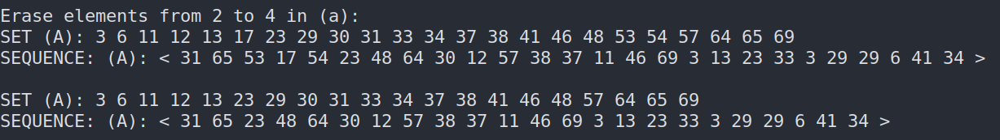 Erase elements from 2 to 4 in (a):
SET (A): 3 6 11 12 13 17 23 29 30 31 33 34 37 38 41 46 48 53 54 57 64 65 69
SEQUENCE: (A): < 31 65 53 17 54 23 48 64 30 12 57 38 37 11 46 69 3 13 23 33 3 29 29 6 41 34 >
SET (A): 3 6 11 12 13 23 29 30 31 33 34 37 38 41 46 48 57 64 65 69
SEQUENCE: (A): < 31 65 23 48 64 30 12 57 38 37 11 46 69 3 13 23 33 3 29 29 6 41 34 >